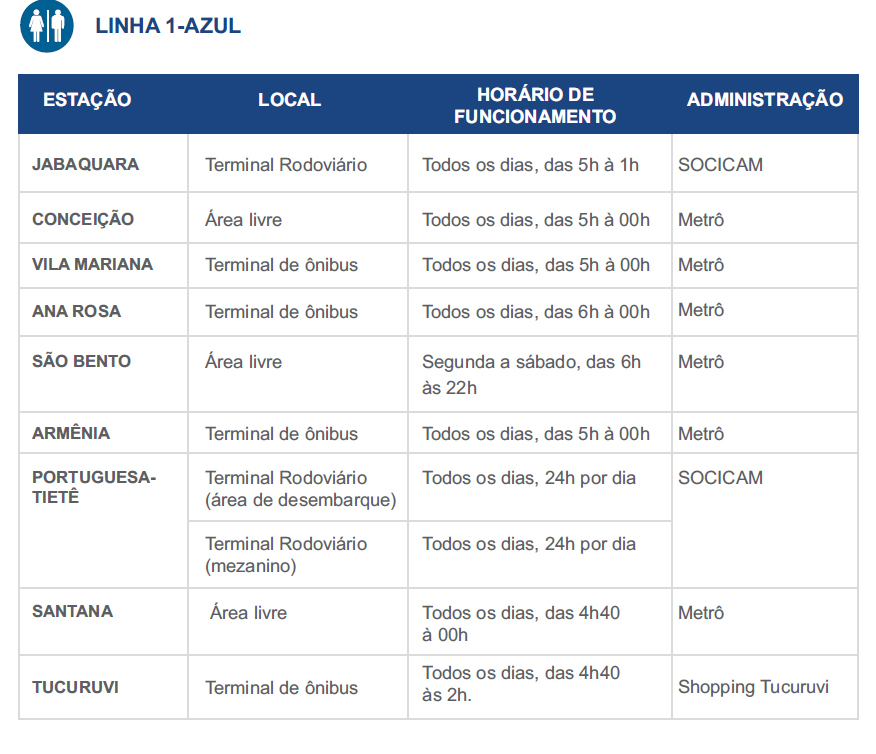 LINHA 1-AZUL
ESTAÇÃO LOCAL HORÁRIO DE FUNCIONAMENTO ADMINISTRAÇÃO
JABAQUARA Terminal Rodoviário Todos os dias, das 5h à 1h SOCICAM
CONCEIÇÃO Área livre Todos os dias, das 5h à 00h Metrô
VILA MARIANA Terminal de ônibus Todos os dias, das 5h à 00h Metrô
ANA ROSA Terminal de ônibus Todos os dias, das 6h à 00h Metrô
SÃO BENTO Área livre Segunda a sábado, das 6h
às 22h Metrô
ARMÊNIA Terminal de ônibus Todos os dias, das 5h à 00h Metrô
PORTUGUESA-
TIETÊ Terminal Rodoviário
(área de desembarque) Todos os dias, 24h por dia SOCICAM
Terminal Rodoviário
(mezanino) Todos os dias, 24h por dia
SANTANA Área livre Todos os dias, das 4h40
à 00h Metrô
TUCURUVI Terminal de ônibus Todos os dias, das 4h40
às 2h. Shopping Tucuruvi